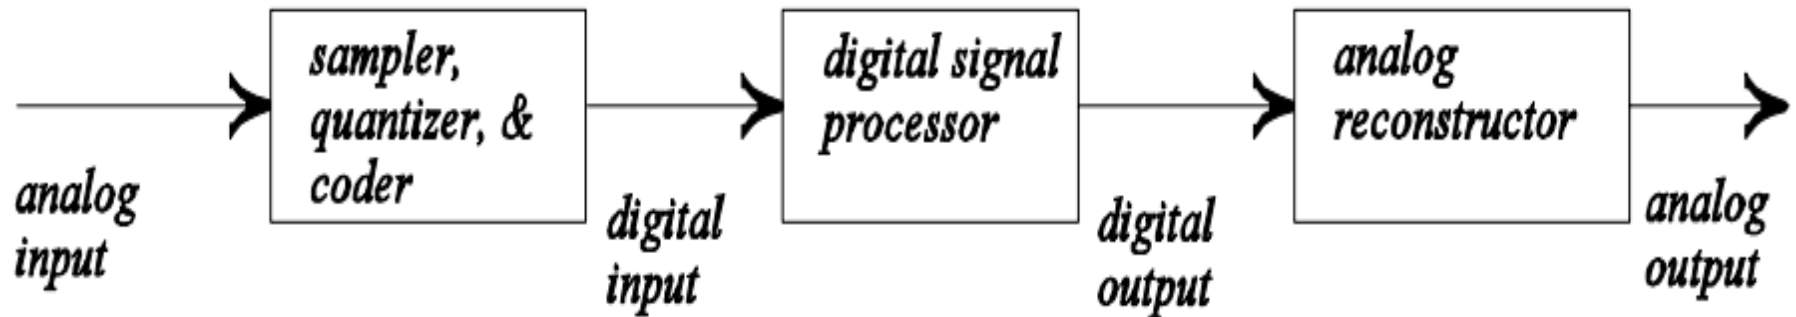 sampler,
quantizer, &
coder
digital signal
processor
analog
reconstructor
analog
input
digital
input
digital
output
analog
output